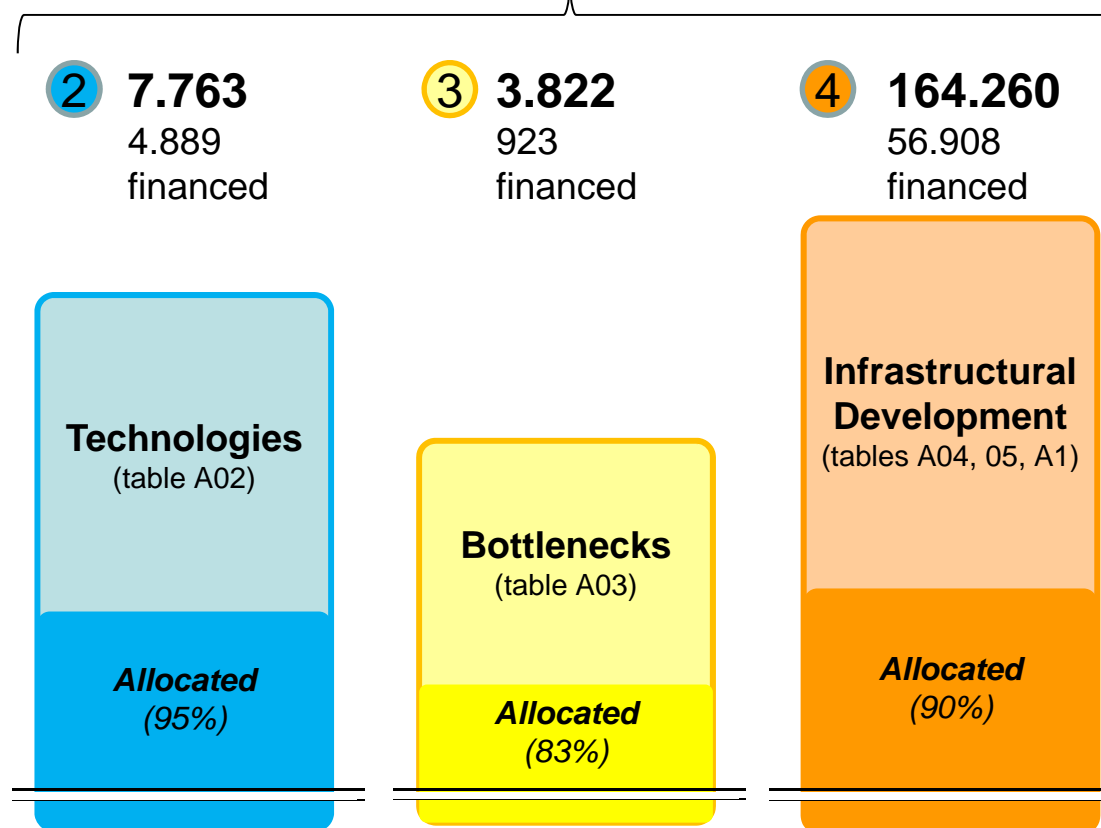 2 7.763
4.889
financed
Technologies
(table A02)
Allocated
(95%)
3 3.822
923
financed
Bottlenecks
(table A03)
Allocated
(83%)
4 164.260
56.908
financed
Infrastructural
Development
(tables A04, 05, A1)
Allocated
(90%)